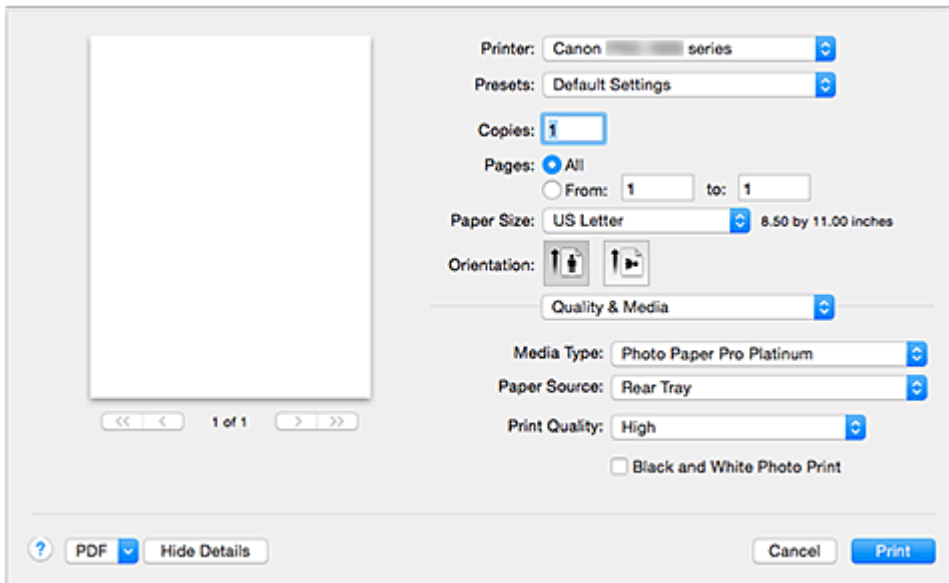 Printer: Canon series
Presets: Default Settings
Copies: 1
Pages: All
From: 1 to: 1
Paper Size: US Letter 8.50 by 11.00 inches
Orientation:
Quality & Media
Media Type: Photo Paper Pro Platinum
Paper Source: Rear Tray
1 of 1
Print Quality: High
Black and White Photo Print
? PDF Hide Details Cancel Print